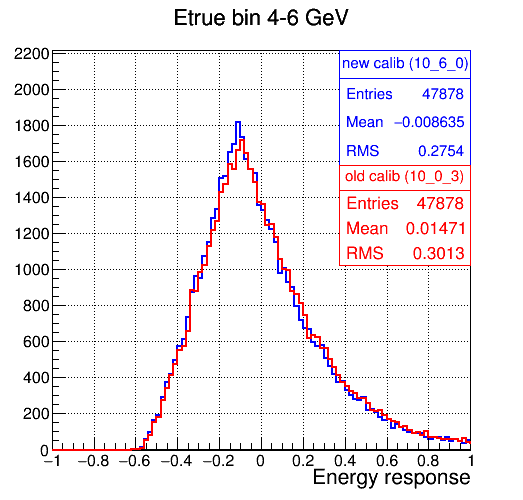 Etrue bin 4-6 GeV
new calib (10_6_0)
Entries 47878
Mean −0.008635
RMS 0.2754
old calib (10_0_3)
Entries 47878
Mean 0.01471
RMS 0.3013
2200
2000
1800
1600
1400
1200
1000
800
600
400
200
0
−1 −0.8 −0.6 −0.4 −0.2 0 0.2 0.4 0.6 0.8 1
Energy response